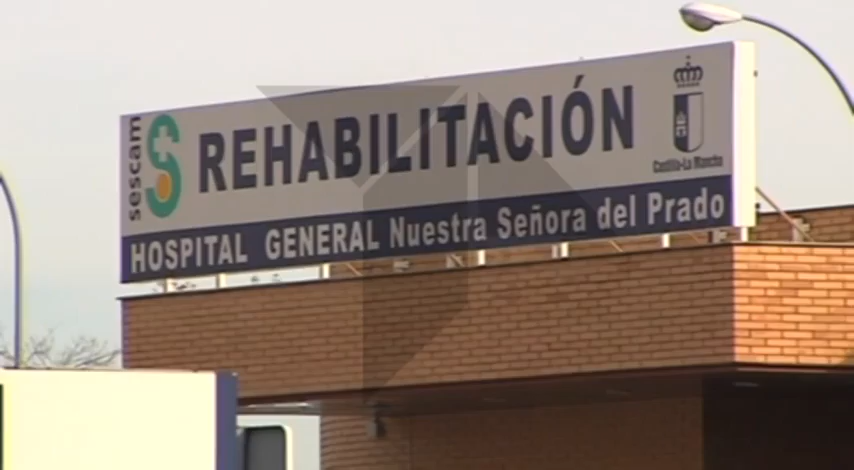 sescam
REHABILITACIÓN
Castilla-La Mancha
HOSPITAL GENERAL Nuestra Señora del Prado